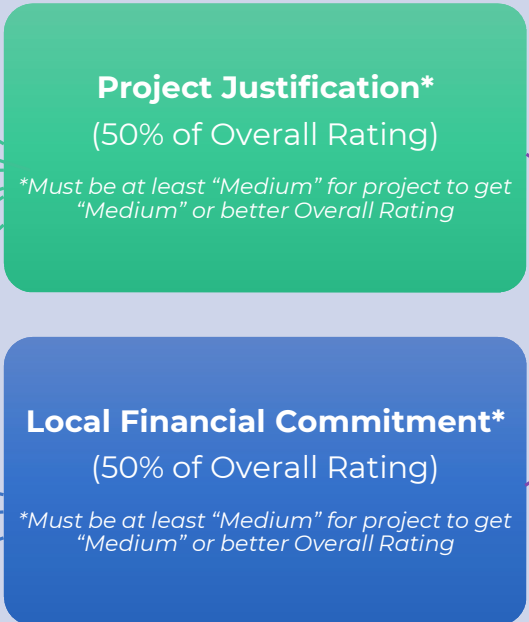 Project Justification*
(50% of Overall Rating)
*Must be at least “Medium” for project to get
“Medium” or better Overall Rating
Local Financial Commitment*
(50% of Overall Rating)
*Must be at least “Medium” for project to get
“Medium” or better Overall Rating